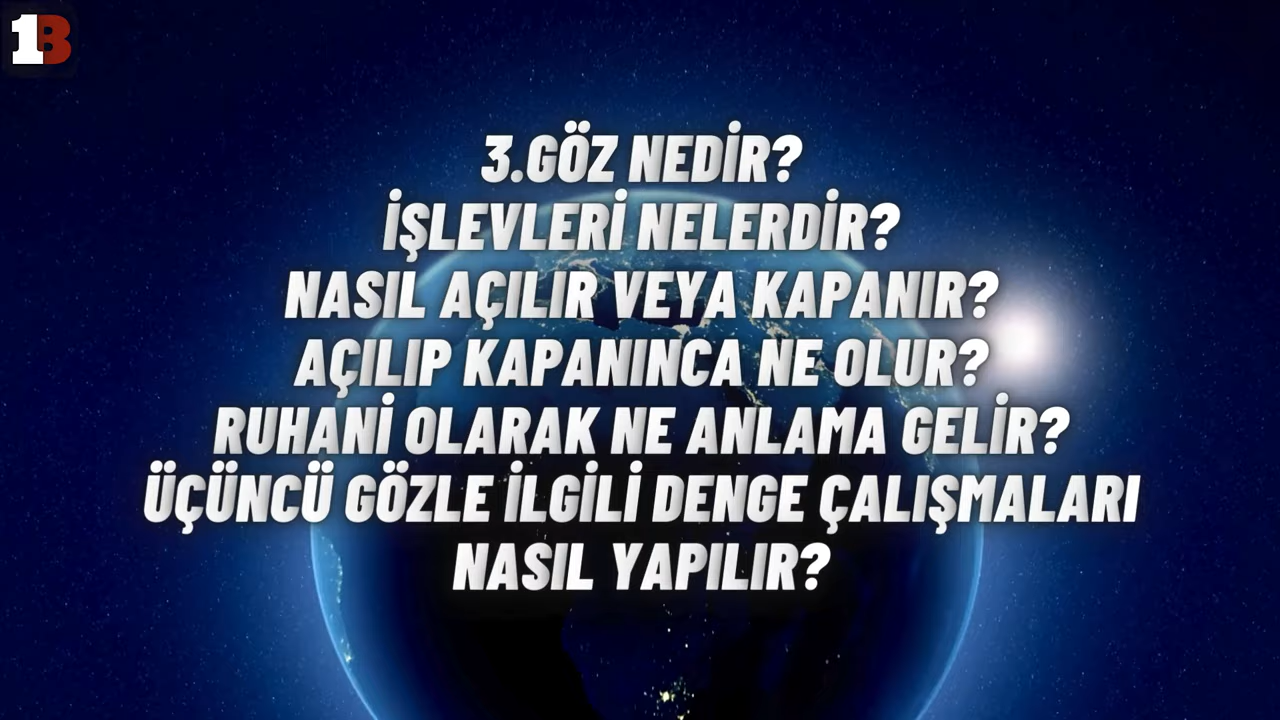 1B
3.GÖZ NEDİR?
İŞLEVLERİ NELERDİR?
NASIL AÇILIR VEYA KAPANIR?
AÇILIP KAPANINCA NE OLUR?
RUHANİ OLARAK NE ANLAMA GELİR?
ÜÇÜNCÜ GÖZLE İLGİLİ DENGE ÇALIŞMALARI
NASIL YAPILIR?